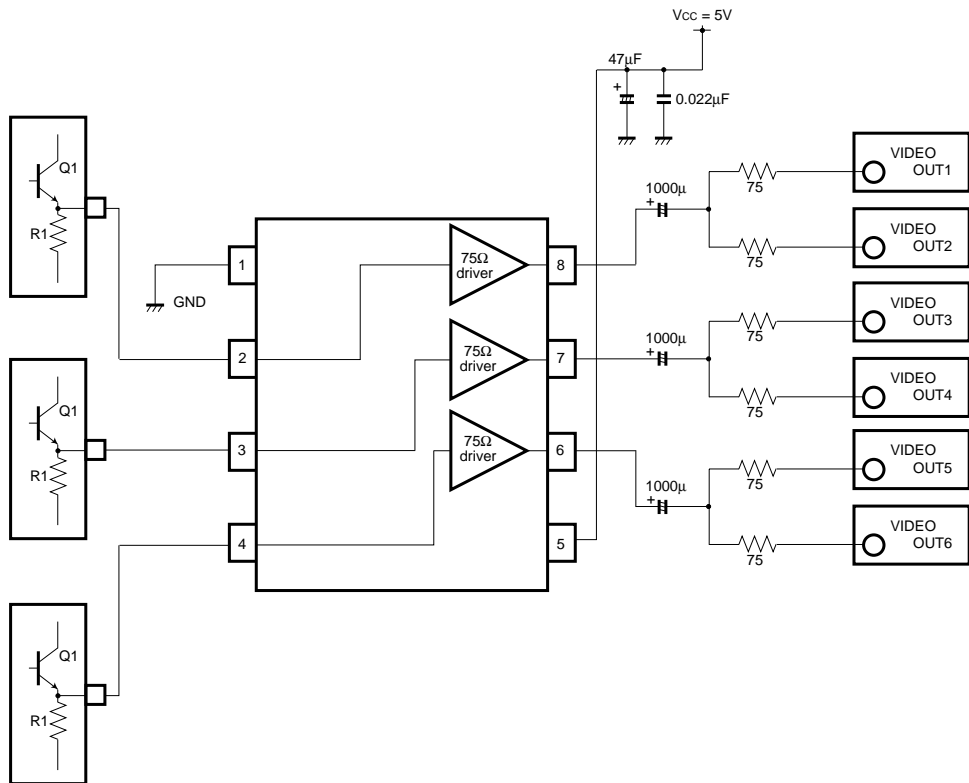 VCC = 5V
47μF
+
0.022μF
Q1
R1
1
GND
2
75Ω
driver
8
+
1000μ
75
75
VIDEO
OUT1
VIDEO
OUT2
Q1
R1
3
75Ω
driver
7
+
1000μ
75
75
VIDEO
OUT3
VIDEO
OUT4
4
75Ω
driver
6
5
1000μ
+
75
75
VIDEO
OUT5
VIDEO
OUT6
Q1
R1